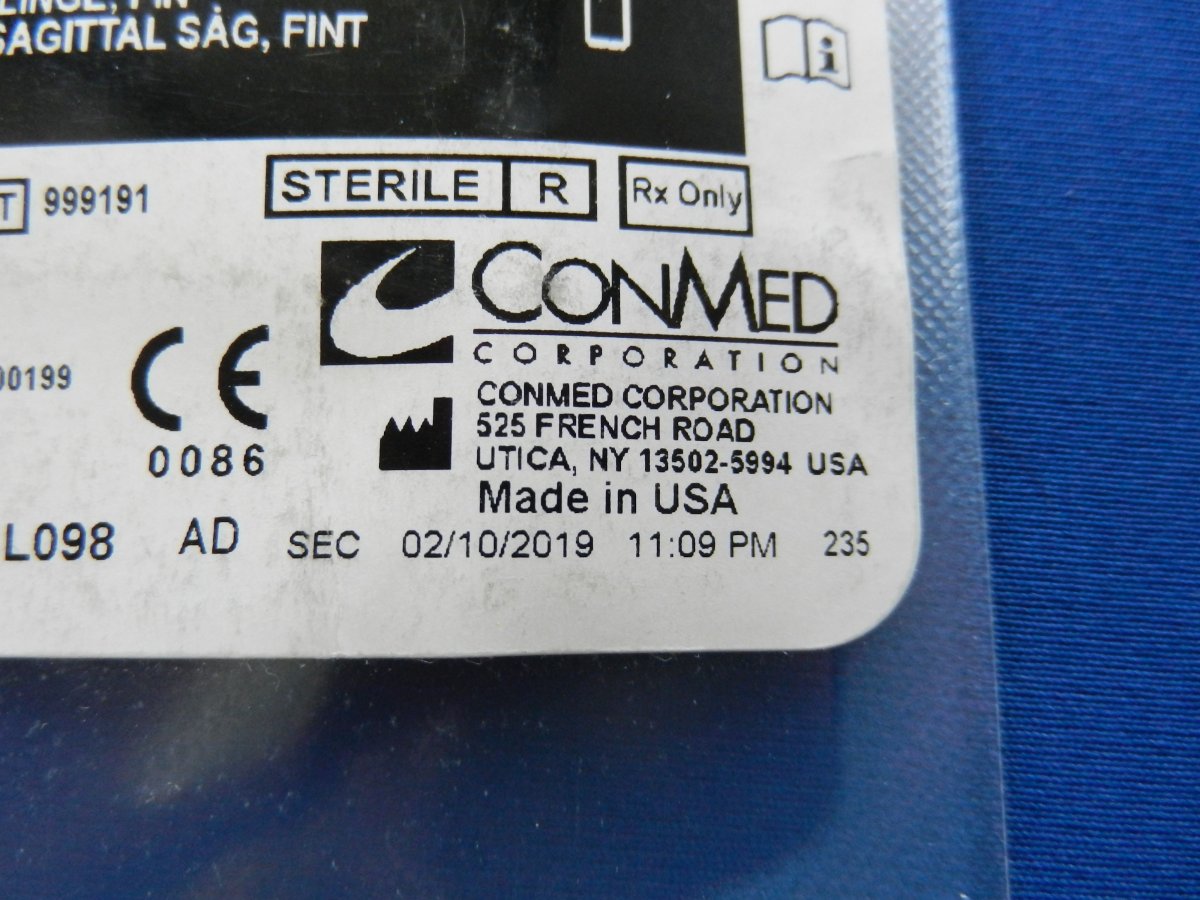 SAGITTAL SÅG, FINT
999191
STERILE R
Rx Only
CONMED
CORPORATION
00199
CE
0086
CONMED CORPORATION
525 FRENCH ROAD
UTICA, NY 13502-5994 USA
Made in USA
L098 AD SEC 02/10/2019 11:09 PM 235